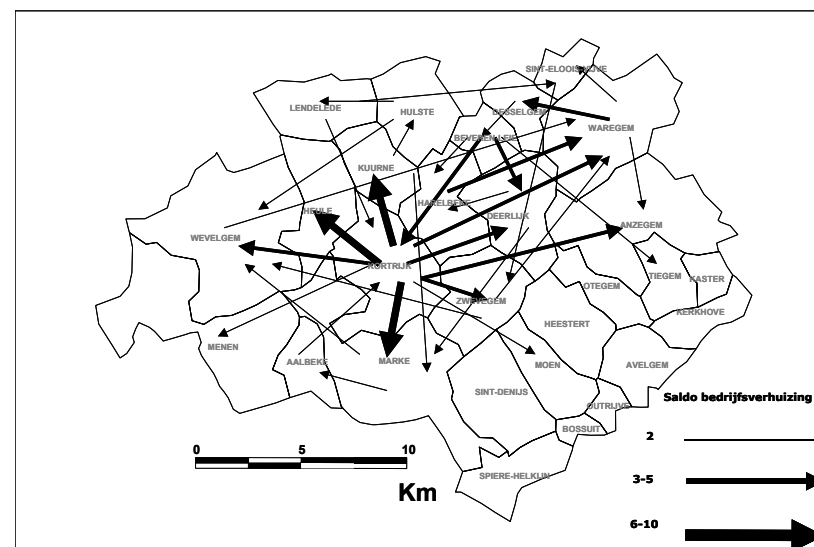 SINT-ELOOIS-VIJVE
LENDELEDE
HULSTE
DESSELGEM
WAREGEM
BEVEREN-LEIE
KUURNE
HARELBEKE
HEULE
DEERLIJK
ANZEGEM
WEVELGEM
KORTRIJK
TIEGEM
KASTER
OTEGEM
ZWEVEGEM
KERKHOVE
HEESTERT
MENEN
AALBEKE
MARKE
MOEN
AVELGEM
SINT-DENIJS
Saldo bedrijfsverhuizing
OUTRIJVE
BOSSUIT
2
0 5 10
SPIERE-HELKIJN
3-5
Km
6-10